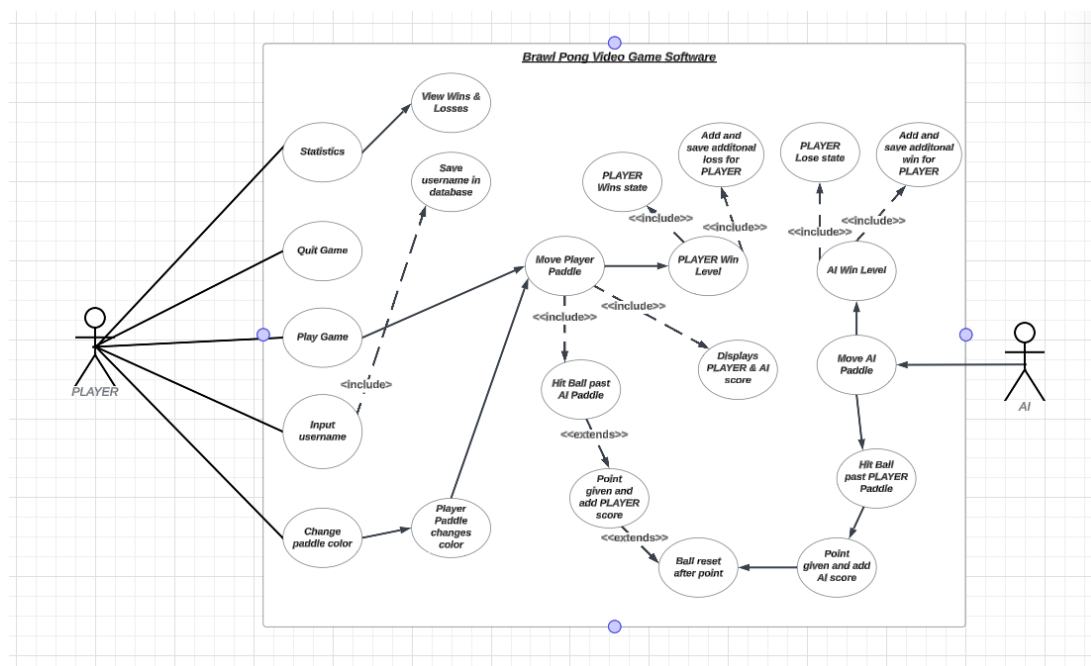 Brawl Pong Video Game Software
View Wins &
Losses
Statistics
Save
username in
database
Quit Game
Play Game
<include>
Input
username
Change
paddle color
Player
Paddle
changes
color
PLAYER
PLAYER
Wins state
Add and
save additonal
loss for
PLAYER
PLAYER
Lose state
Add and
save additonal
win for
PLAYER
<<include>>
<<include>>
<<include>>
<<include>>
Move Player
Paddle
PLAYER Win
Level
AI Win Level
<<include>>
<<include>>
Displays
PLAYER & AI
score
Move AI
Paddle
AI
Hit Ball past
AI Paddle
<<extends>>
Point
given and
add PLAYER
score
<<extends>>
Hit Ball
past PLAYER
Paddle
Ball reset
after point
Point
given and add
AI score